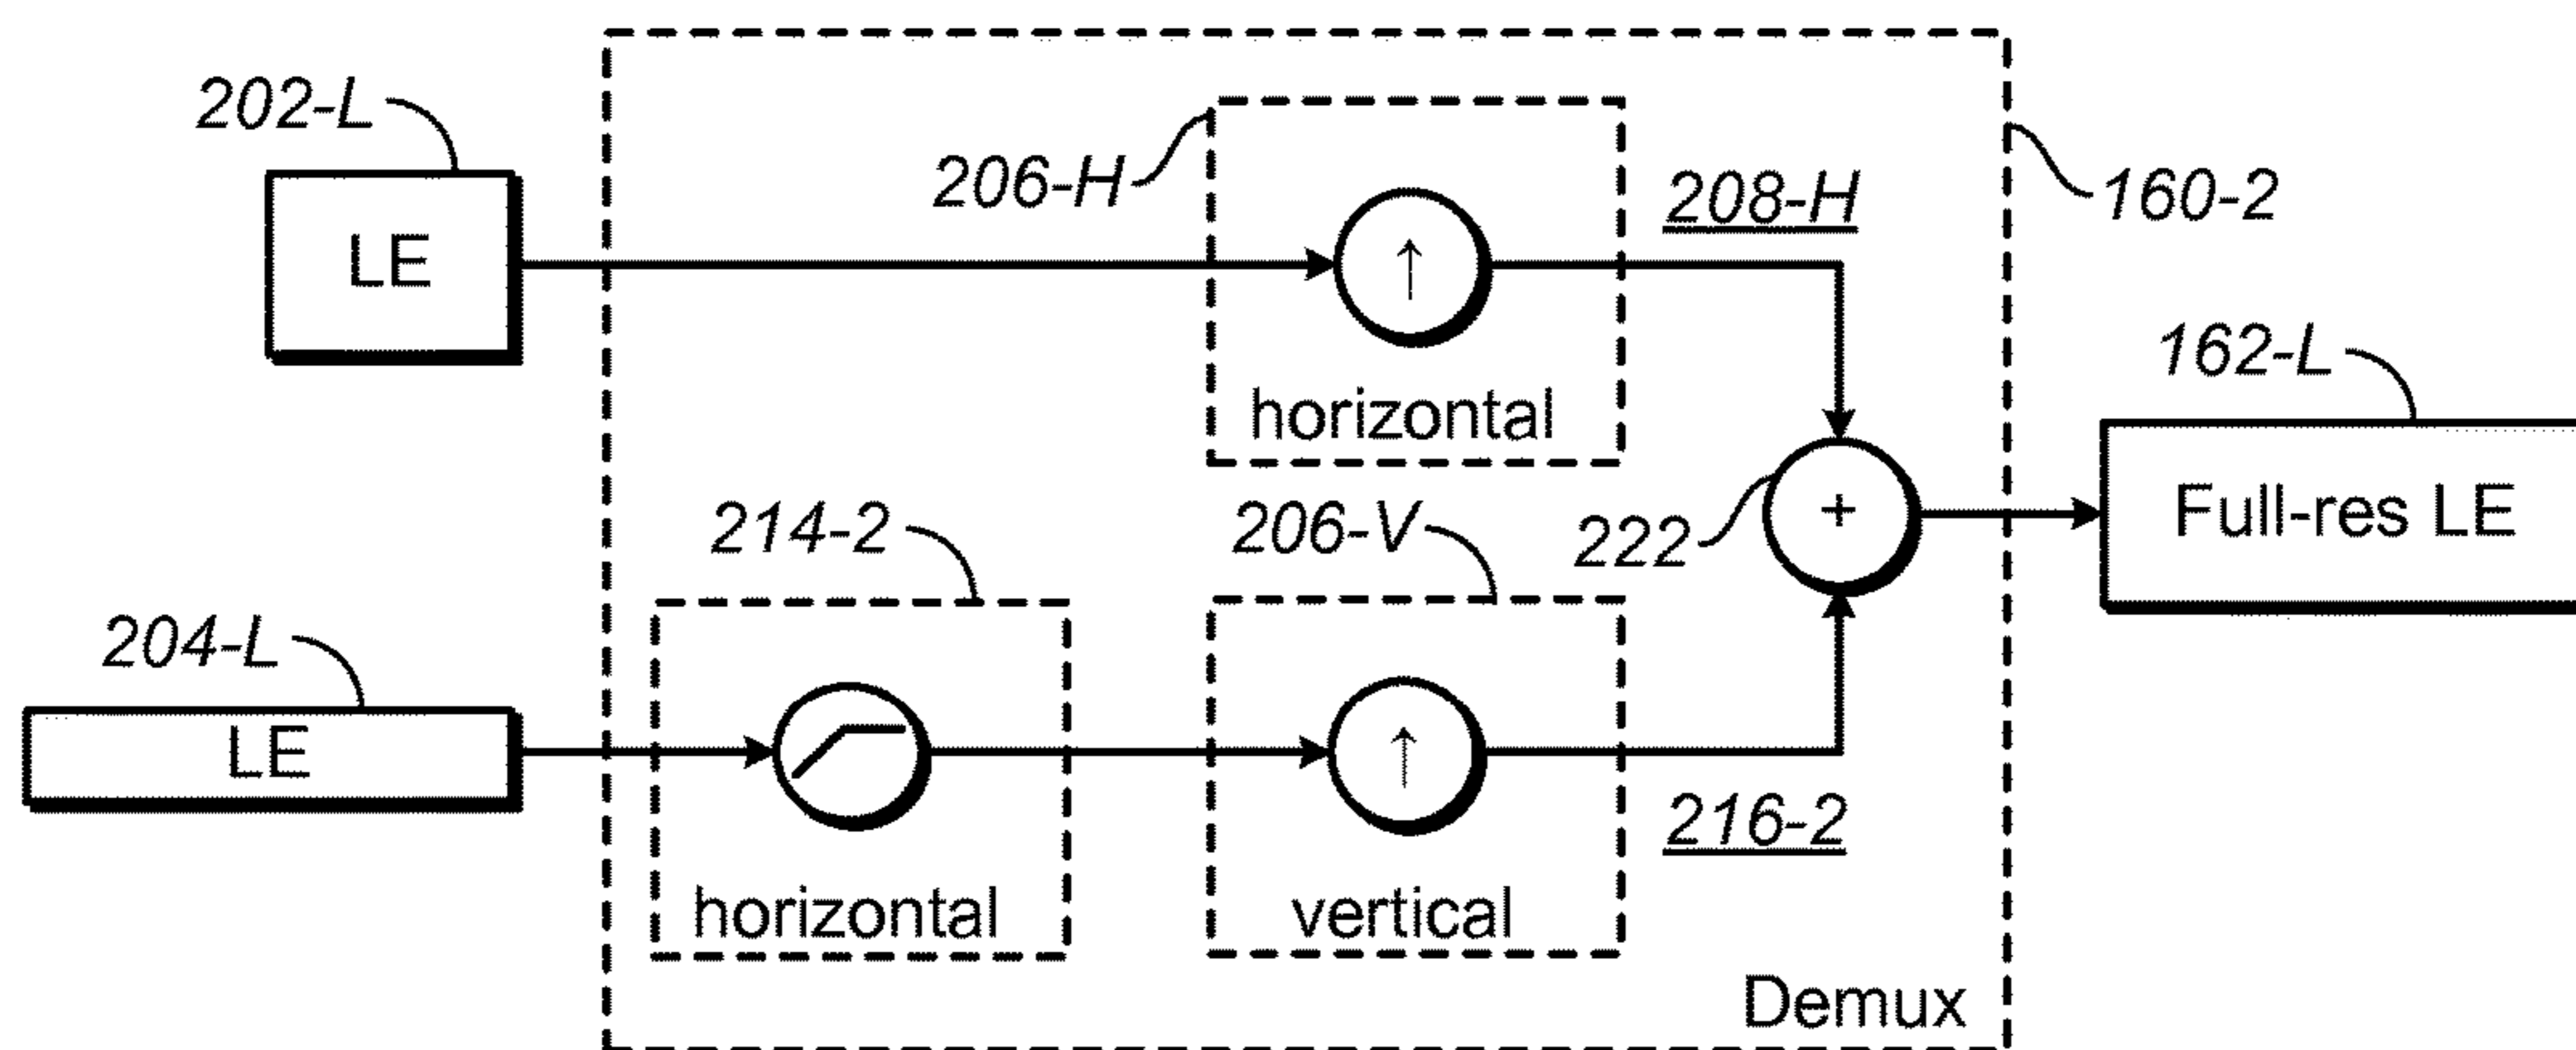 202-L
LE
206-H
↑
horizontal
208-H
160-2
162-L
Full-res LE
222
+
204-L
LE
214-2
horizontal
206-V
↑
vertical
216-2
Demux